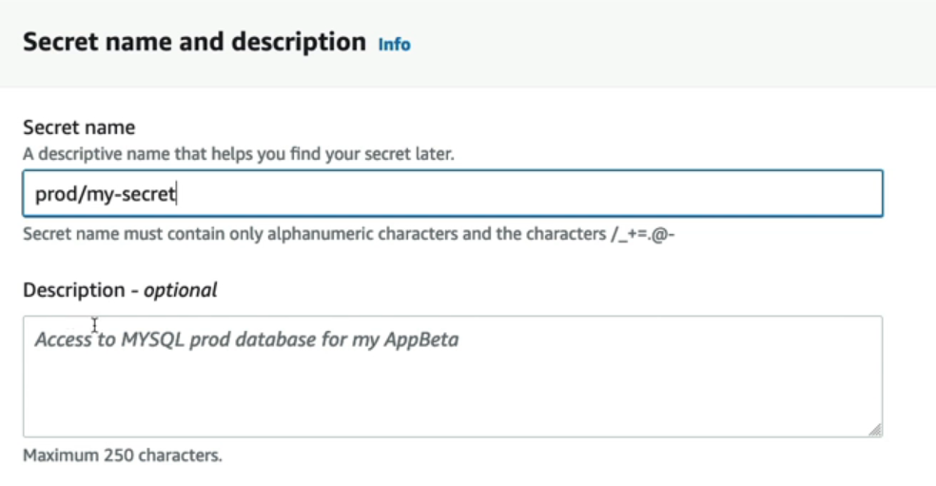 Secret name and description Info
Secret name
A descriptive name that helps you find your secret later.
prod/my-secret
Secret name must contain only alphanumeric characters and the characters /_+=.@-
Description - optional
Access to MYSQL prod database for my AppBeta
Maximum 250 characters.